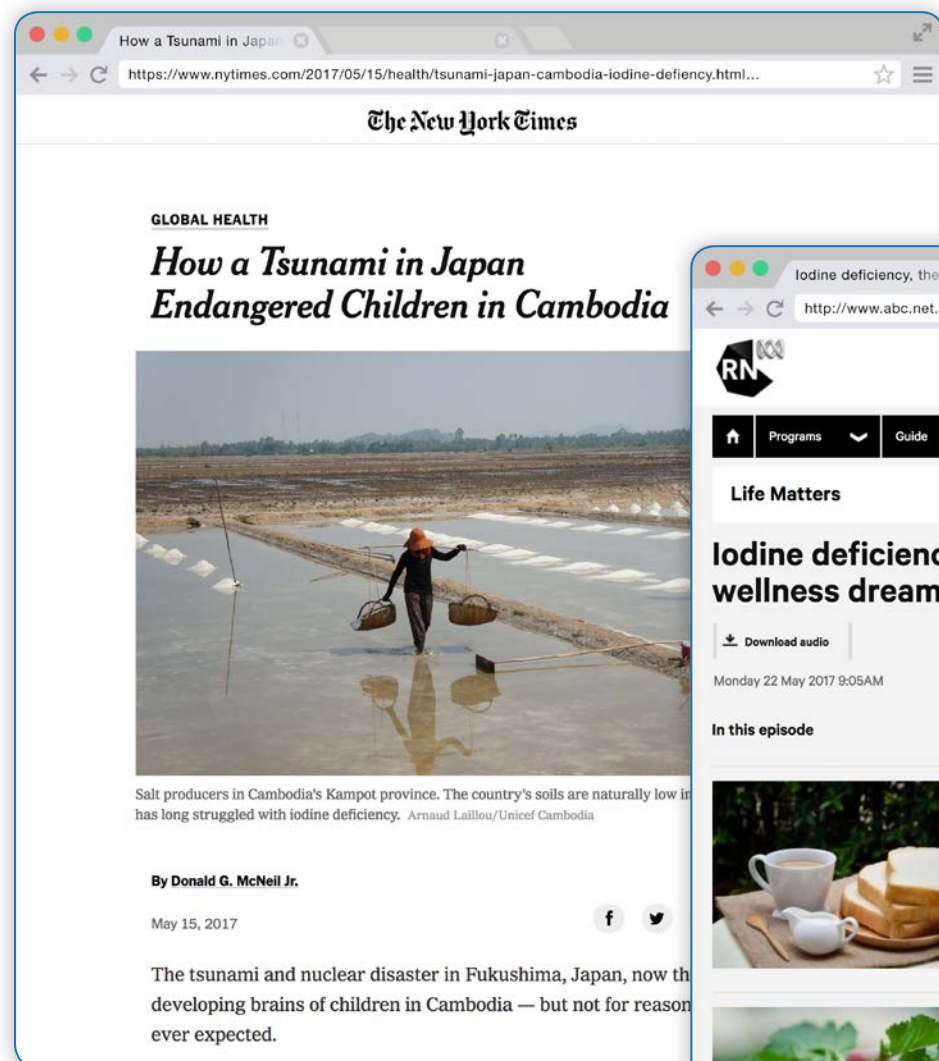 How a Tsunami in Japan
https://www.nytimes.com/2017/05/15/health/tsunami-japan-cambodia-iodine-defiency.html...
The New York Times
GLOBAL HEALTH
How a Tsunami in Japan
Endangered Children in Cambodia
Salt producers in Cambodia's Kampot province. The country's soils are naturally low in
has long struggled with iodine deficiency. Arnaud Laillou/Unicef Cambodia
By Donald G. McNeil Jr.
May 15, 2017
The tsunami and nuclear disaster in Fukushima, Japan, now th
developing brains of children in Cambodia — but not for reason
ever expected.
Iodine deficiency, the
http://www.abc.net.
RN
Programs
Guide
Life Matters
Iodine deficienc
wellness dream
Download audio
Monday 22 May 2017 9:05AM
In this episode